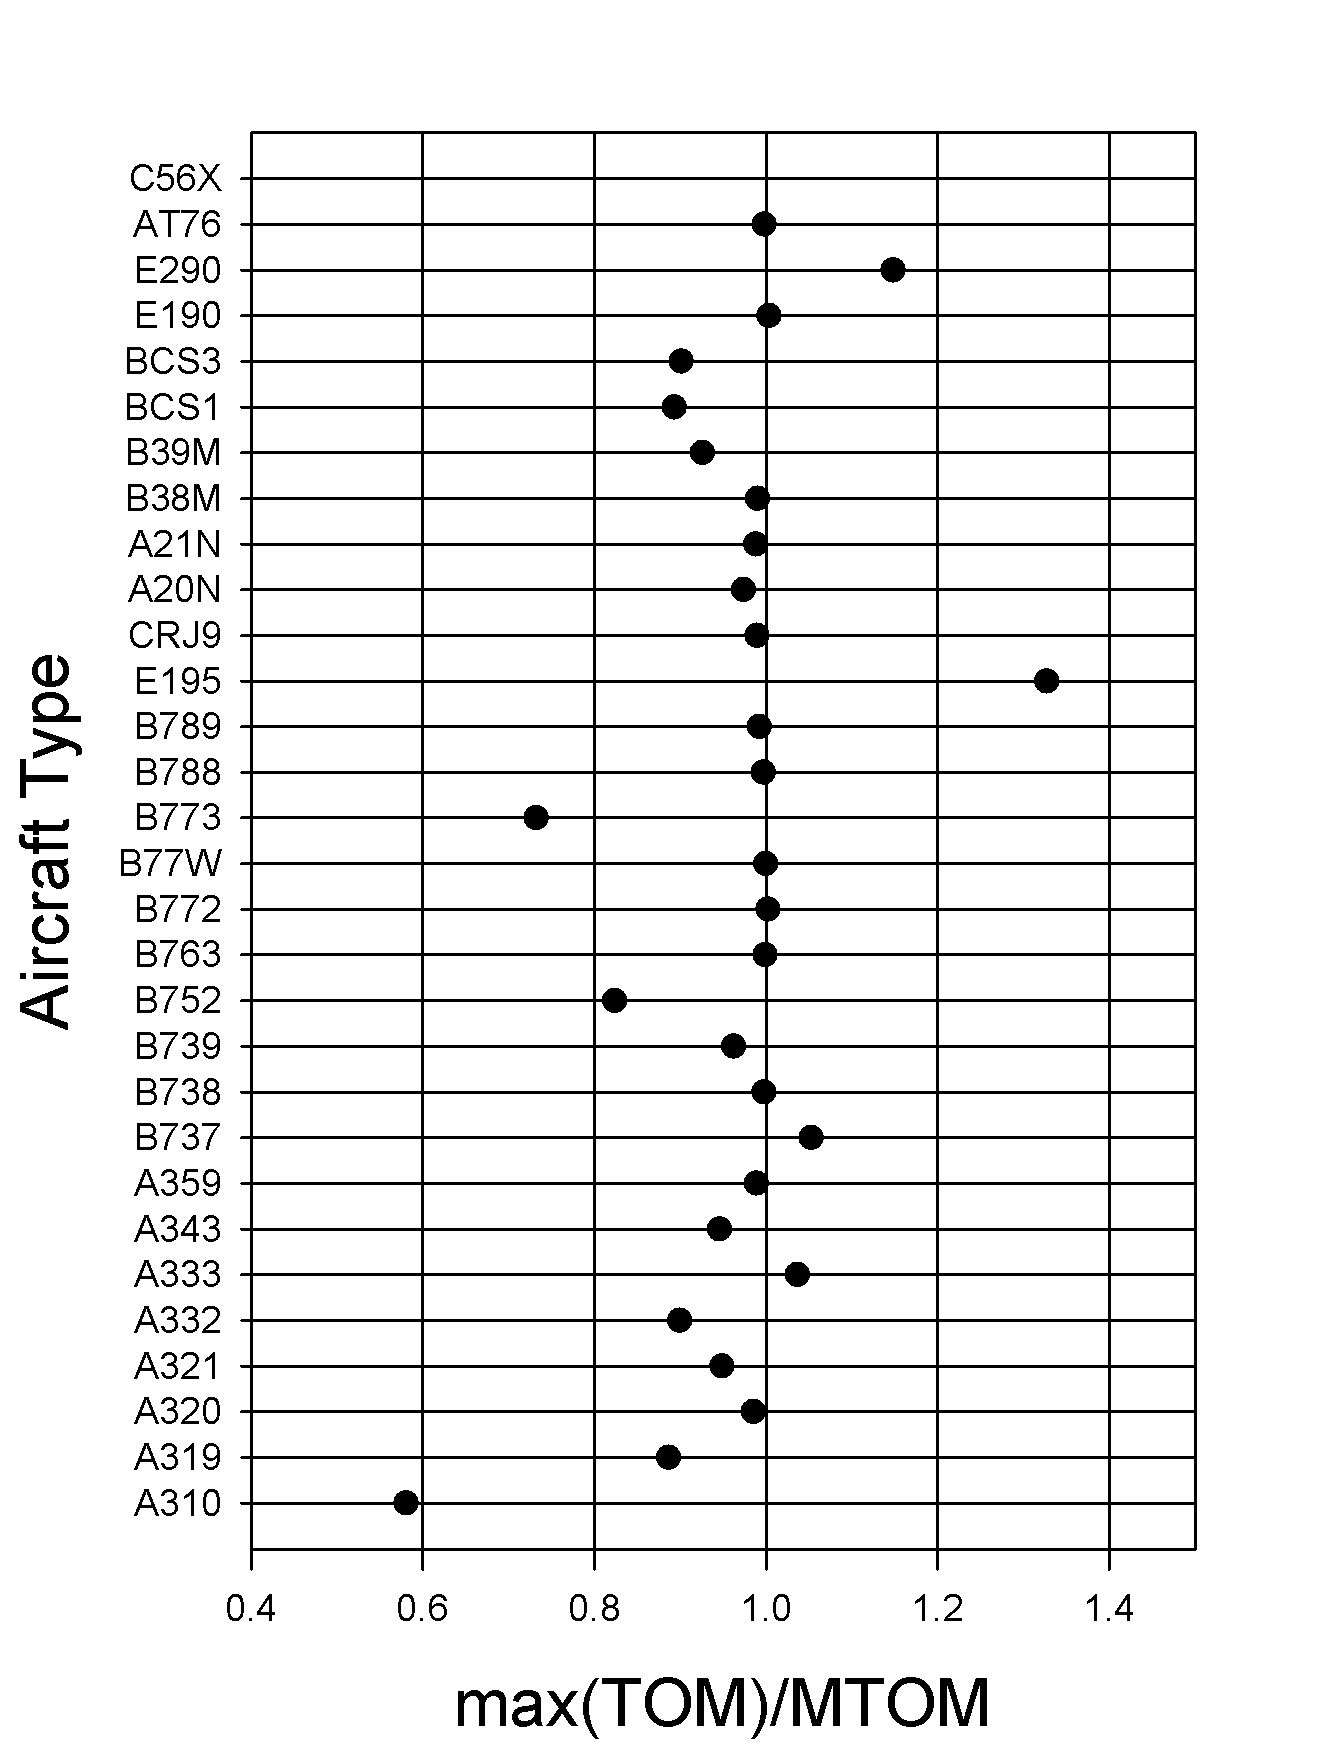 C56X
AT76
E290
E190
BCS3
BCS1
B39M
B38M
A21N
A20N
CRJ9
E195
B789
B788
B773
B77W
B772
B763
B752
B739
B738
B737
A359
A343
A333
A332
A321
A320
A319
A310
Aircraft Type
0.4 0.6 0.8 1.0 1.2 1.4
max(TOM)/MTOM